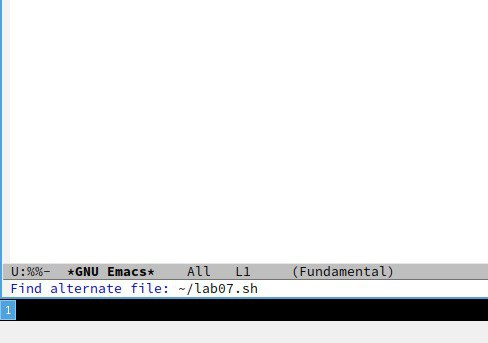 U:%%-  *GNU Emacs*    All   L1     (Fundamental)
Find alternate file: ~/lab07.sh
1